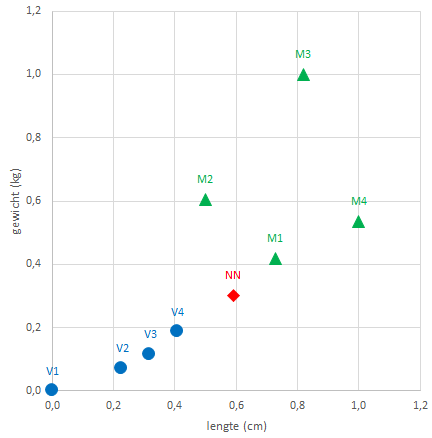 1,2
1,0
0,8
0,6
0,4
0,2
0,0
gewicht (kg)
M3
M2
M4
M1
NN
V4
V3
V2
V1
0,0 0,2 0,4 0,6 0,8 1,0 1,2
lengte (cm)